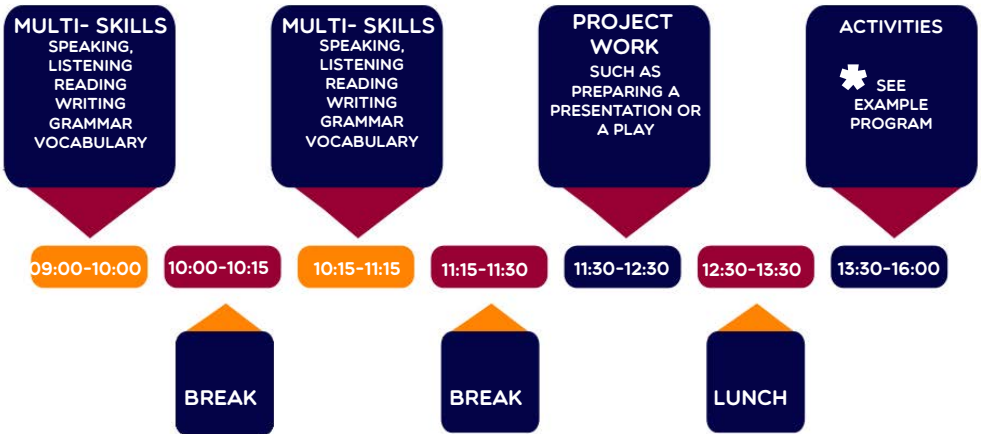 MULTI- SKILLS
SPEAKING,
LISTENING
READING
WRITING
GRAMMAR
VOCABULARY
MULTI- SKILLS
SPEAKING,
LISTENING
READING
WRITING
GRAMMAR
VOCABULARY
PROJECT
WORK
SUCH AS
PREPARING A
PRESENTATION OR
A PLAY
ACTIVITIES
* SEE
EXAMPLE
PROGRAM
09:00-10:00
10:00-10:15
10:15-11:15
11:15-11:30
11:30-12:30
12:30-13:30
13:30-16:00
BREAK
BREAK
LUNCH